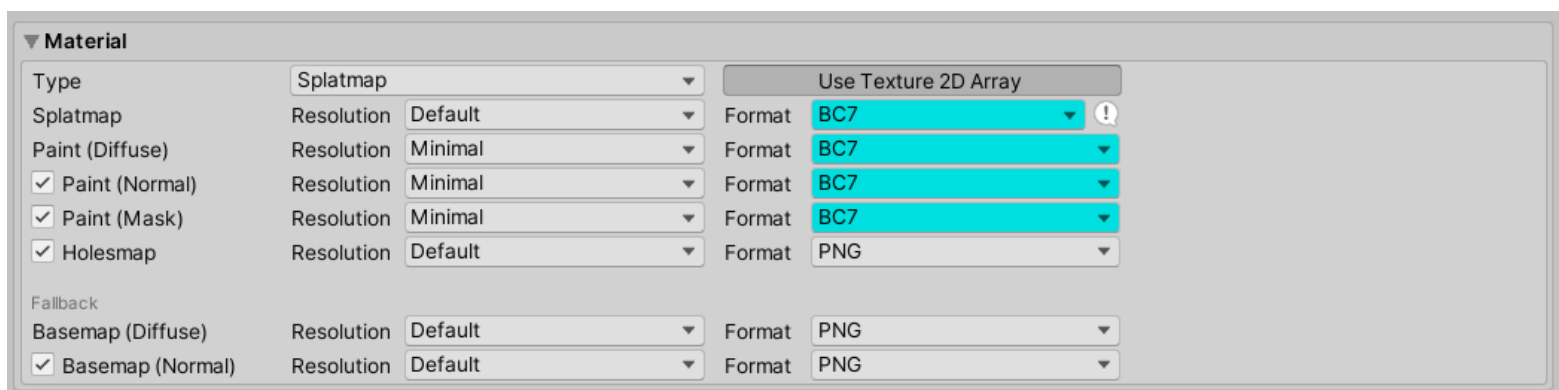 Material
Type Splatmap Use Texture 2D Array
Splatmap Resolution Default Format BC7
Paint (Diffuse) Resolution Minimal Format BC7
Paint (Normal) Resolution Minimal Format BC7
Paint (Mask) Resolution Minimal Format BC7
Holesmap Resolution Default Format PNG
Fallback
Basemap (Diffuse) Resolution Default Format PNG
Basemap (Normal) Resolution Default Format PNG